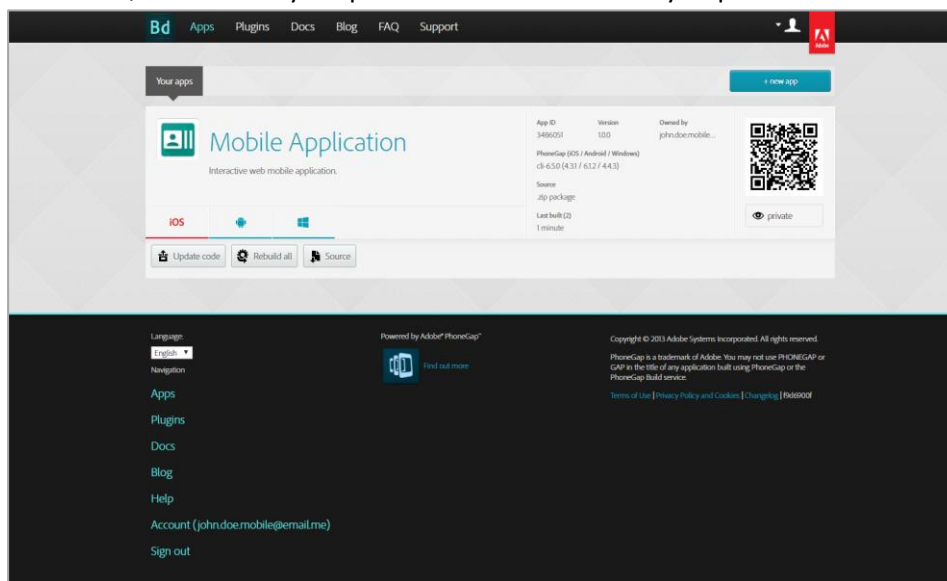 Bd Apps Plugins Docs Blog FAQ Support
Adobe
Your apps
+ new app
Mobile Application
Interactive web mobile application.
App ID Version Owned by
3486051 1.0.0 john.doe.mobile...
PhoneGap (iOS / Android / Windows)
cli-6.5.0 (4.3.1 / 6.1.2 / 4.4.3)
Source
.zip package
Last built (2)
1 minute
private
iOS
Update code Rebuild all Source
Language:
English
Navigation
Apps
Plugins
Docs
Blog
Help
Account (john.doe.mobile@email.me)
Sign out
Powered by Adobe® PhoneGap™
Find out more
Copyright © 2013 Adobe Systems Incorporated. All rights reserved.
PhoneGap is a trademark of Adobe. You may not use PHONEGAP or
GAP in the title of any application built using PhoneGap or the
PhoneGap Build service.
Terms of Use | Privacy Policy and Cookies | Changelog | f9d6900f